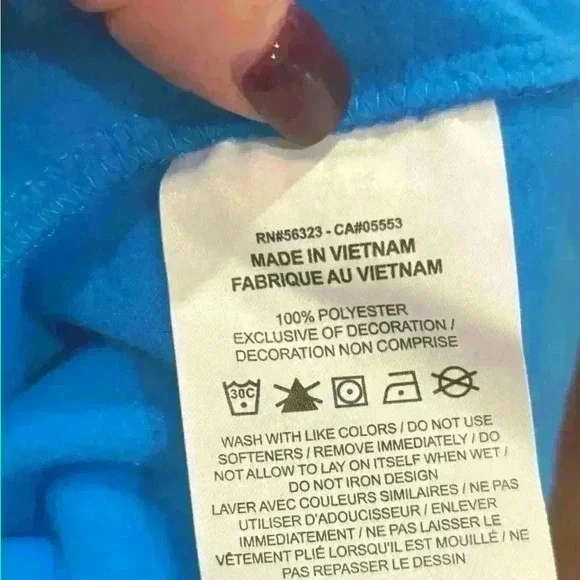 RN#56323 - CA#05553
MADE IN VIETNAM
FABRIQUE AU VIETNAM
100% POLYESTER
EXCLUSIVE OF DECORATION /
DECORATION NON COMPRISE
30C
WASH WITH LIKE COLORS / DO NOT USE
SOFTENERS / REMOVE IMMEDIATELY / DO
NOT ALLOW TO LAY ON ITSELF WHEN WET /
DO NOT IRON DESIGN
LAVER AVEC COULEURS SIMILAIRES / NE PAS
UTILISER D'ADOUCISSEUR / ENLEVER
IMMEDIATEMENT / NE PAS LAISSER LE
VÊTEMENT PLIÉ LORSQU'IL EST MOUILLÉ / NE
PAS REPASSER LE DESSIN